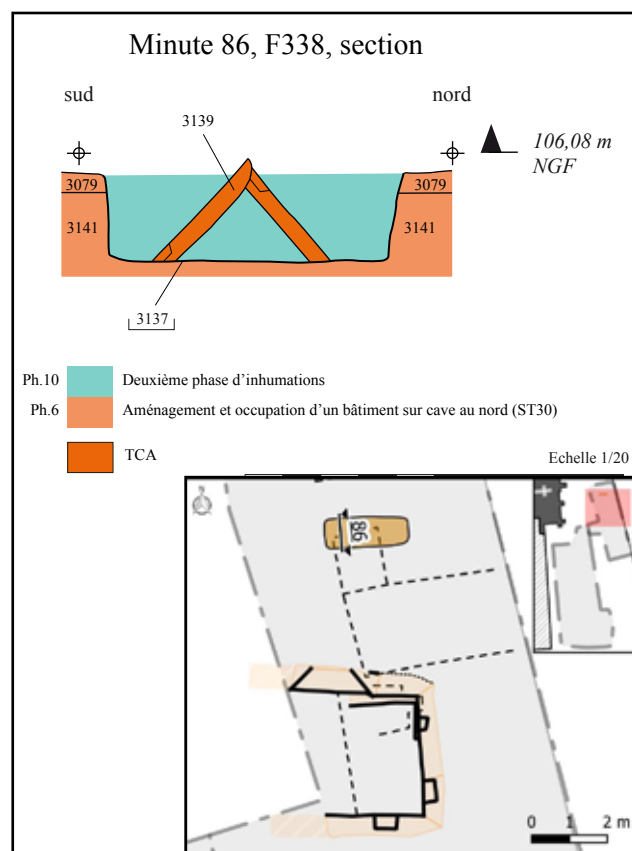 Minute 86, F338, section
sud
nord
3139
106,08 m
NGF
3079
3079
3141
3141
3137
Ph.10 Deuxième phase d'inhumations
Ph.6 Aménagement et occupation d'un bâtiment sur cave au nord (ST30)
TCA
Echelle 1/20
86
0 1 2 m